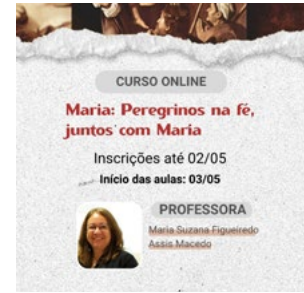 CURSO ONLINE
Maria: Peregrinos na fé,
juntos com Maria
Inscrições até 02/05
Início das aulas: 03/05
PROFESSORA
Maria Suzana Figueiredo
Assis Macedo